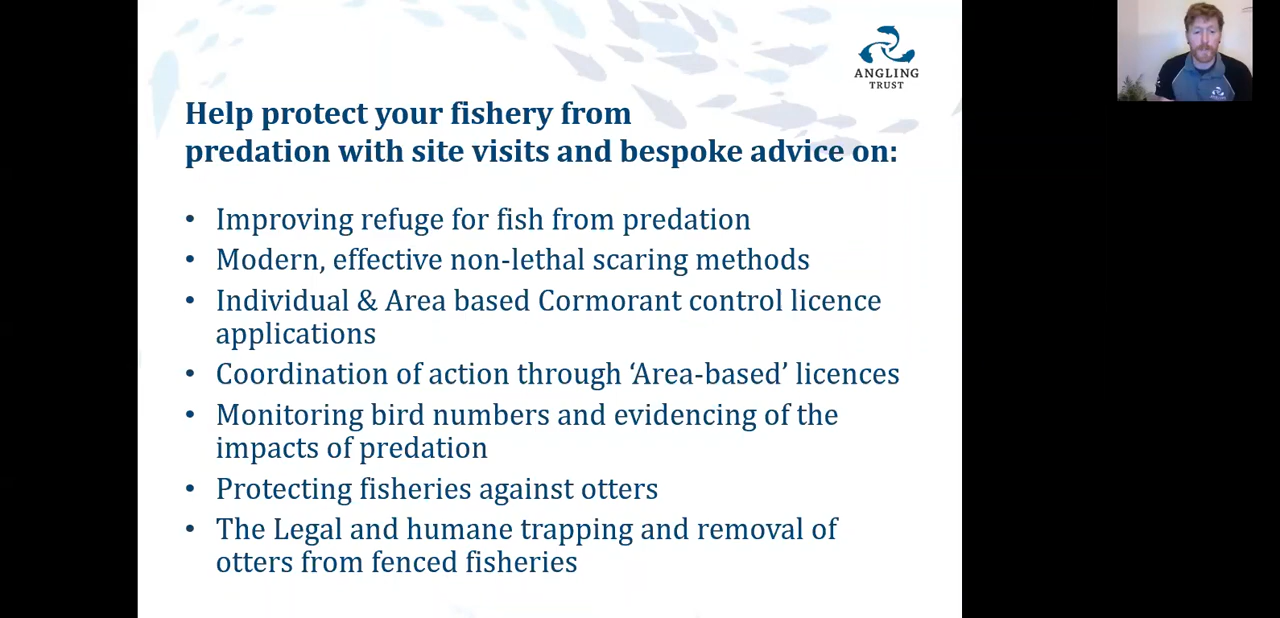 ANGLING
TRUST
Help protect your fishery from
predation with site visits and bespoke advice on:
• Improving refuge for fish from predation
• Modern, effective non-lethal scaring methods
• Individual & Area based Cormorant control licence
applications
• Coordination of action through ‘Area-based’ licences
• Monitoring bird numbers and evidencing of the
impacts of predation
• Protecting fisheries against otters
• The Legal and humane trapping and removal of
otters from fenced fisheries